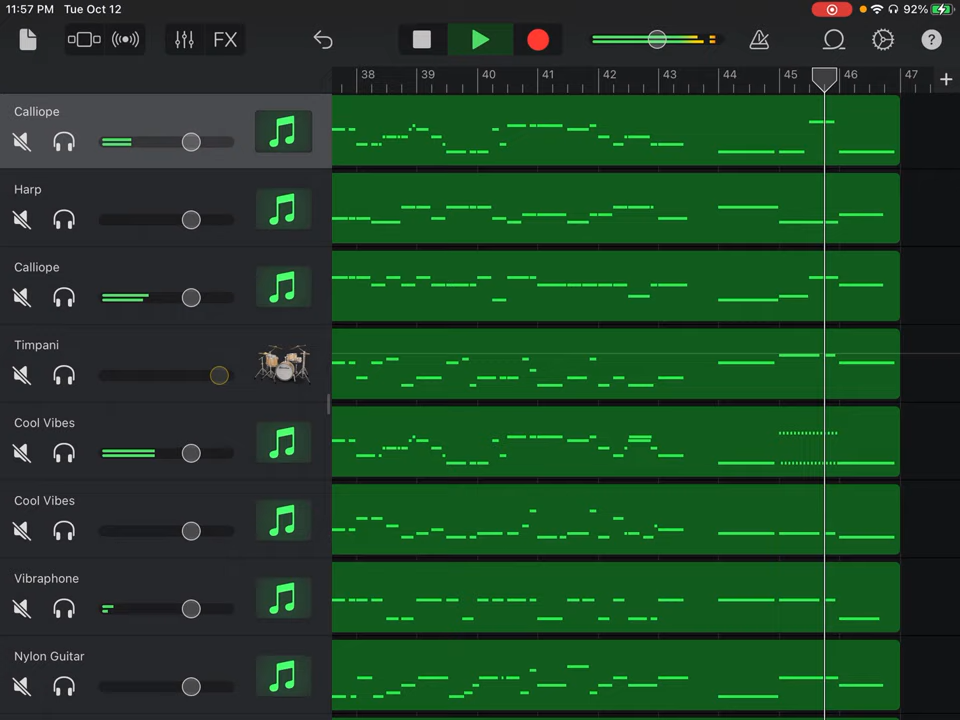 11:57 PM Tue Oct 12
92%
FX
?
38 39 40 41 42 43 44 45 46 47 +
Calliope
Harp
Calliope
Timpani
Cool Vibes
Cool Vibes
Vibraphone
Nylon Guitar